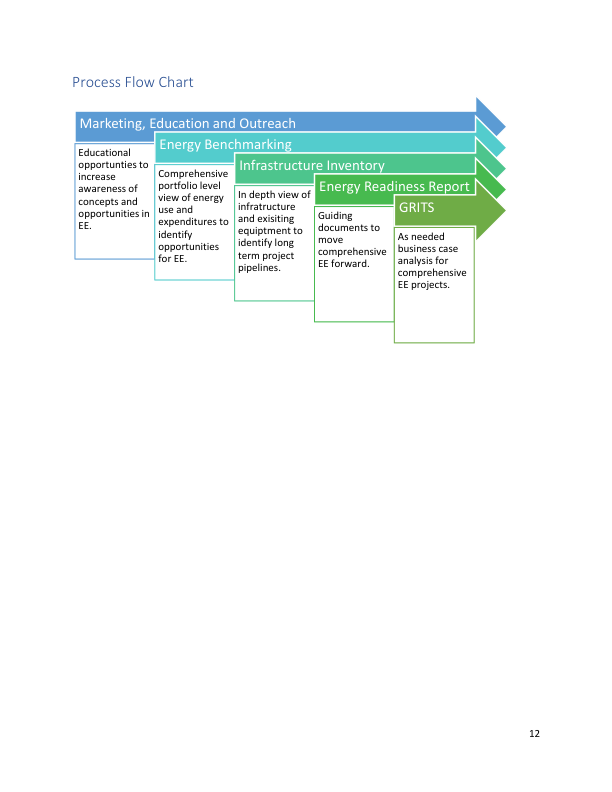 Process Flow Chart
Marketing, Education and Outreach
Educational
opportunties to
increase
awareness of
concepts and
opportunities in
EE.
Energy Benchmarking
Comprehensive
portfolio level
view of energy
use and
expenditures to
identify
opportunities
for EE.
Infrastructure Inventory
In depth view of
infratructure
and exisiting
equiptment to
identify long
term project
pipelines.
Energy Readiness Report
Guiding
documents to
move
comprehensive
EE forward.
GRITS
As needed
business case
analysis for
comprehensive
EE projects.
12